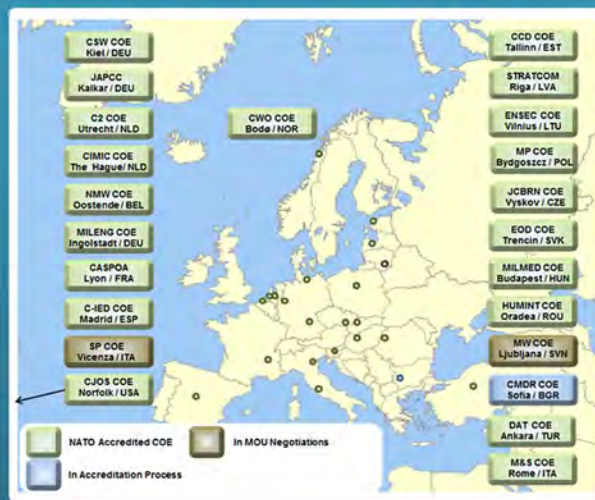 CSW COE
Kiel / DEU
JAPCC
Kalkar / DEU
C2 COE
Utrecht / NLD
CIMIC COE
The Hague/ NLD
NMW COE
Oostende / BEL
MILENG COE
Ingolstadt / DEU
CASPOA
Lyon / FRA
C-IED COE
Madrid / ESP
SP COE
Vicenza / ITA
CJOS COE
Norfolk / USA
CWO COE
Bodø / NOR
CCD COE
Tallinn / EST
STRATCOM
Riga / LVA
ENSEC COE
Vilnius / LTU
MP COE
Bydgoszcz / POL
JCBRN COE
Vyskov / CZE
EOD COE
Trencin / SVK
MILMED COE
Budapest / HUN
HUMINT COE
Oradea / ROU
MW COE
Ljubljana / SVN
CMDR COE
Sofia / BGR
DAT COE
Ankara / TUR
M&S COE
Rome / ITA
NATO Accredited COE
In MOU Negotiations
In Accreditation Process